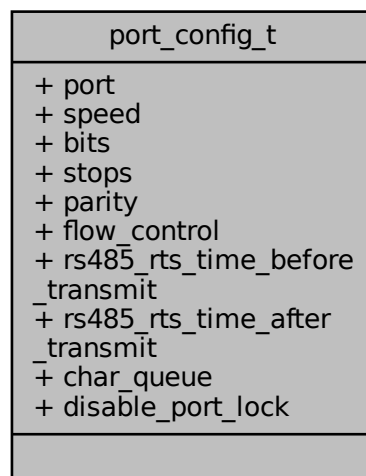 port_config_t
+ port
+ speed
+ bits
+ stops
+ parity
+ flow_control
+ rs485_rts_time_before
_transmit
+ rs485_rts_time_after
_transmit
+ char_queue
+ disable_port_lock